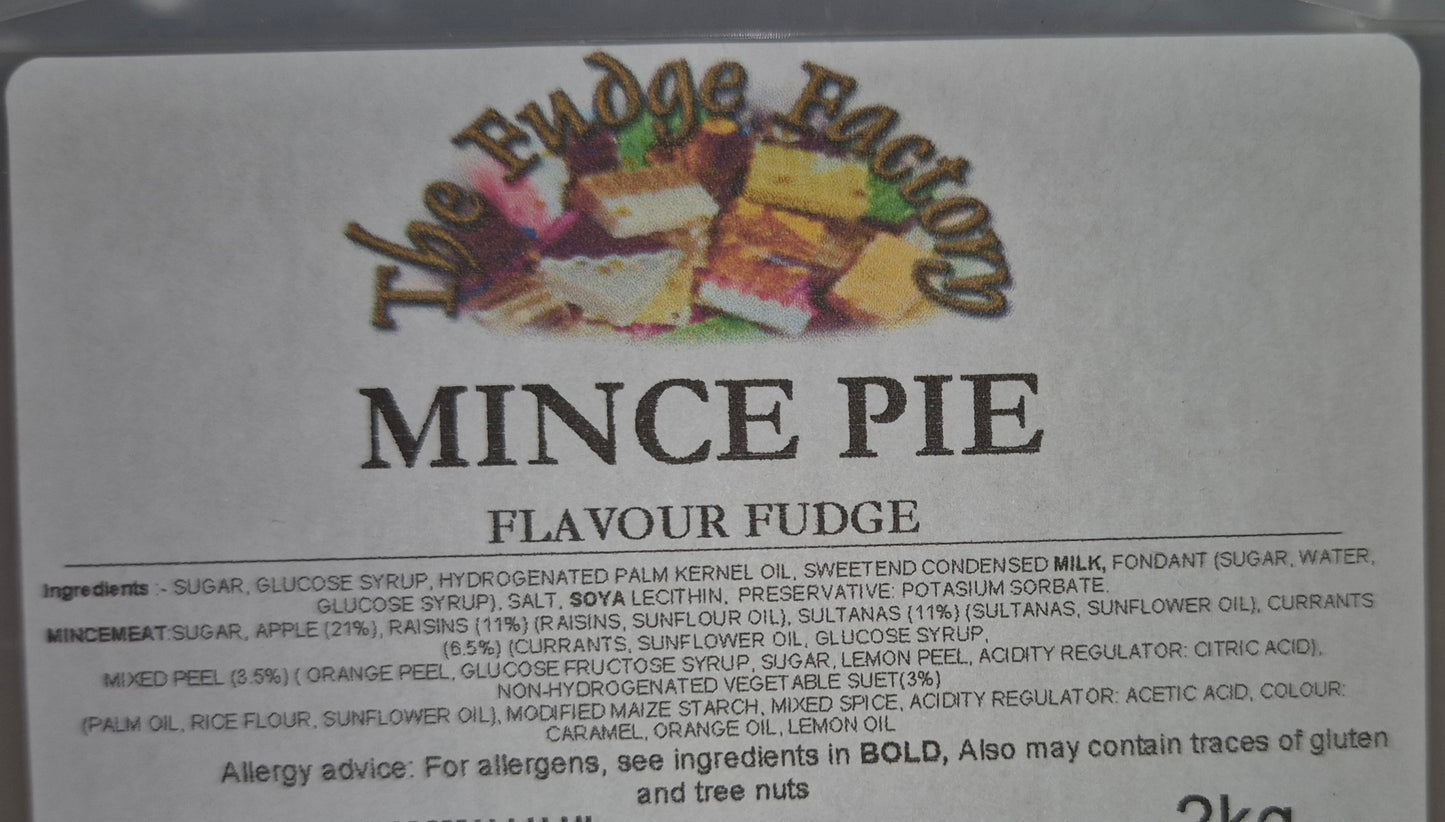 The Fudge Factory
MINCE PIE
FLAVOUR FUDGE
Ingredients :- SUGAR, GLUCOSE SYRUP, HYDROGENATED PALM KERNEL OIL, SWEETEND CONDENSED MILK, FONDANT (SUGAR, WATER,
GLUCOSE SYRUP), SALT, SOYA LECITHIN, PRESERVATIVE: POTASIUM SORBATE.
MINCEMEAT:SUGAR, APPLE (21%), RAISINS (11%) (RAISINS, SUNFLOUR OIL), SULTANAS (11%) (SULTANAS, SUNFLOWER OIL), CURRANTS
(6.5%) (CURRANTS, SUNFLOWER OIL, GLUCOSE SYRUP,
MIXED PEEL (3.5%) ( ORANGE PEEL, GLUCOSE FRUCTOSE SYRUP, SUGAR, LEMON PEEL, ACIDITY REGULATOR: CITRIC ACID),
NON-HYDROGENATED VEGETABLE SUET(3%)
(PALM OIL, RICE FLOUR, SUNFLOWER OIL), MODIFIED MAIZE STARCH, MIXED SPICE, ACIDITY REGULATOR: ACETIC ACID, COLOUR:
CARAMEL, ORANGE OIL, LEMON OIL
Allergy advice: For allergens, see ingredients in BOLD, Also may contain traces of gluten
and tree nuts
2kg